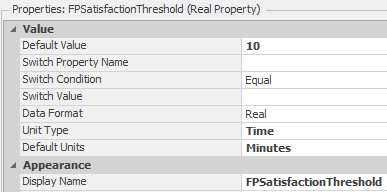 Properties: FPSatisfactionThreshold (Real Property)
Value
Default Value 10
Switch Property Name
Switch Condition Equal
Switch Value
Data Format Real
Unit Type Time
Default Units Minutes
Appearance
Display Name FPSatisfactionThreshold